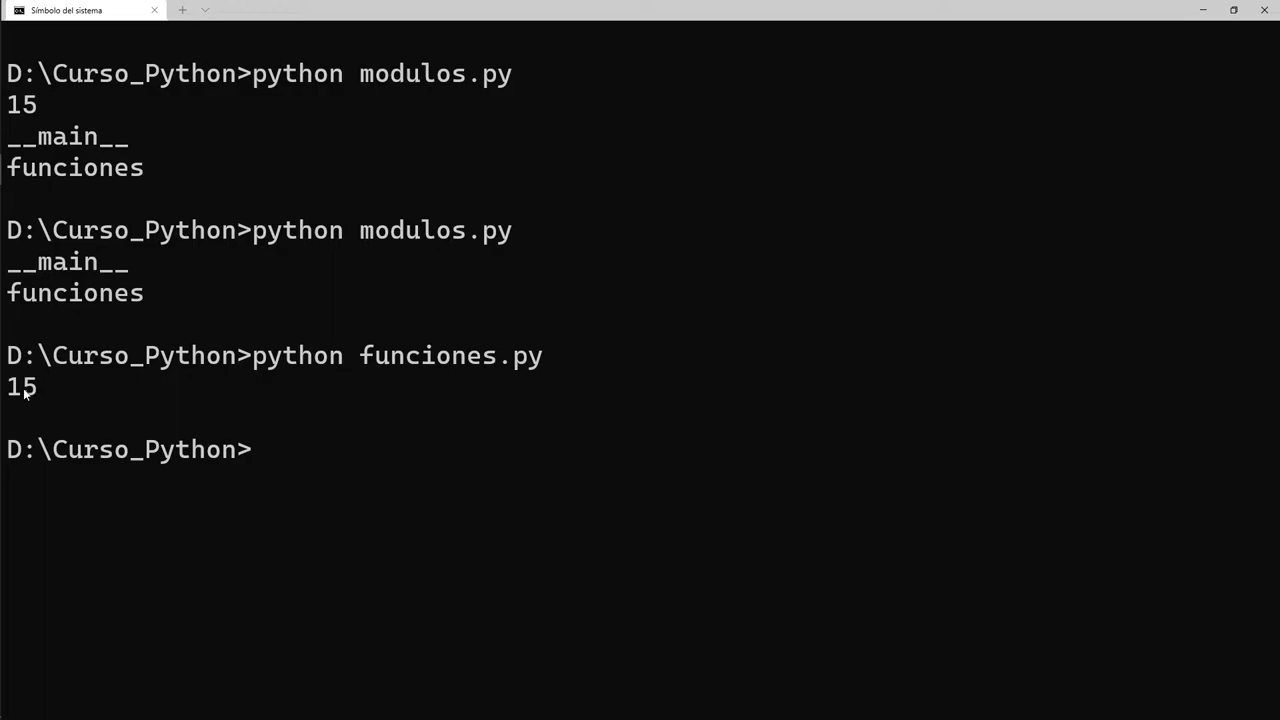 Símbolo del sistema
D:\Curso_Python>python modulos.py
15
__main__
funciones
D:\Curso_Python>python modulos.py
__main__
funciones
D:\Curso_Python>python funciones.py
15
D:\Curso_Python>